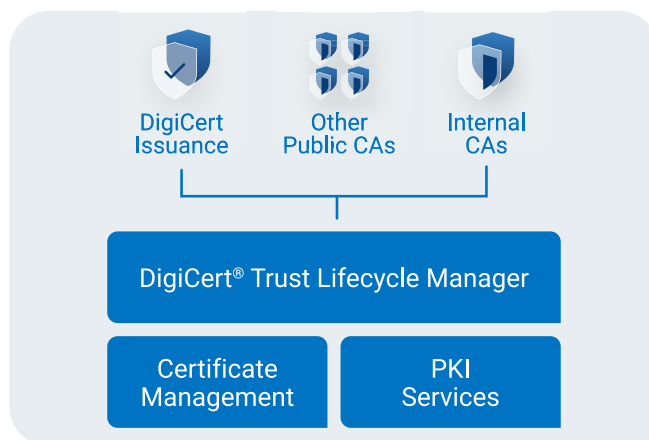 DigiCert
Issuance
Other
Public CAs
Internal
CAs
DigiCert® Trust Lifecycle Manager
Certificate
Management
PKI
Services